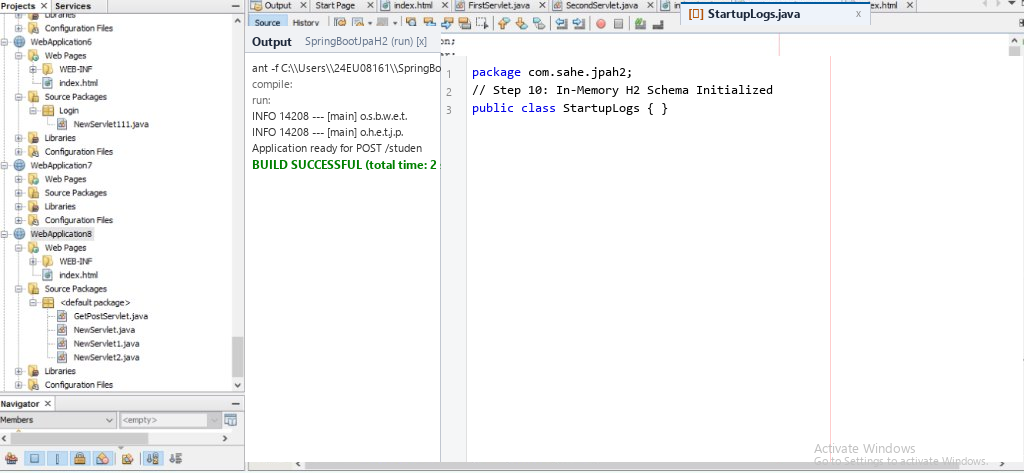 Projects × Services
Libraries
Configuration Files
WebApplication6
Web Pages
WEB-INF
index.html
Source Packages
Login
NewServlet111.java
Libraries
Configuration Files
WebApplication7
Web Pages
Source Packages
Libraries
Configuration Files
WebApplication8
Web Pages
WEB-INF
index.html
Source Packages
<default package>
GetPostServlet.java
NewServlet.java
NewServlet1.java
NewServlet2.java
Libraries
Configuration Files
Navigator ×
Members
<empty>
Output × Start Page × index.html × FirstServlet.java × SecondServlet.java ×
StartupLogs.java x
Source History
Output SpringBootJpaH2 (run) [x]
ant -f C:\\Users\\24EU08161\\SpringBo
compile:
run:
INFO 14208 --- [main] o.s.b.w.e.t.
INFO 14208 --- [main] o.h.e.t.j.p.
Application ready for POST /studen
BUILD SUCCESSFUL (total time: 2
1 package com.sahe.jpah2;
2 // Step 10: In-Memory H2 Schema Initialized
3 public class StartupLogs { }
Activate Windows
Go to Settings to activate Windows.